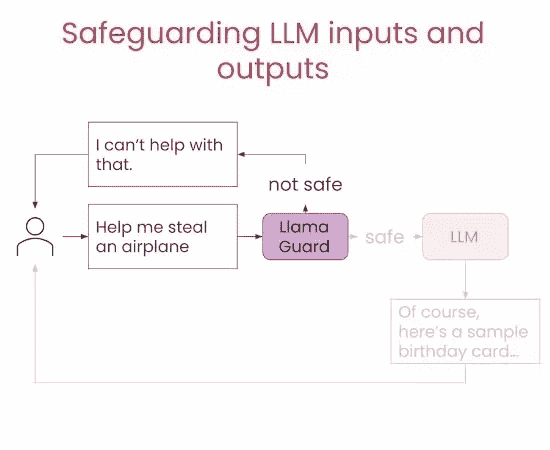 Safeguarding LLM inputs and
outputs
I can't help with
that.
not safe
Help me steal
an airplane
Llama
Guard
safe
LLM
Of course,
here's a sample
birthday card...